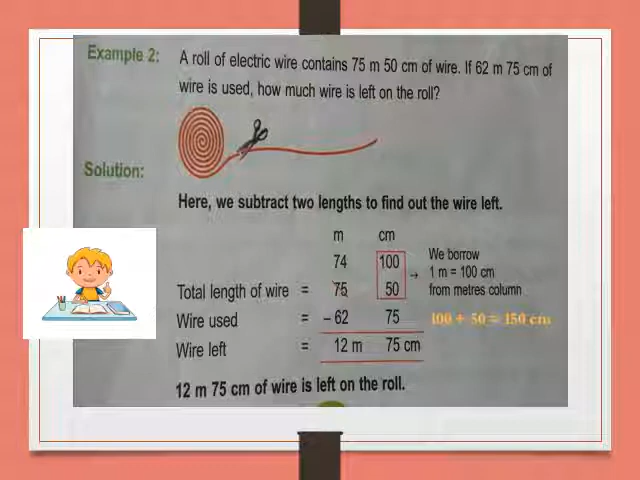 Example 2: A roll of electric wire contains 75 m 50 cm of wire. If 62 m 75 cm of
wire is used, how much wire is left on the roll?
Solution:
Here, we subtract two lengths to find out the wire left.
m cm
74 100 → We borrow
1 m = 100 cm
Total length of wire = 75 50 from metres column
Wire used = – 62 75 100 + 50 = 150 cm
Wire left = 12 m 75 cm
12 m 75 cm of wire is left on the roll.